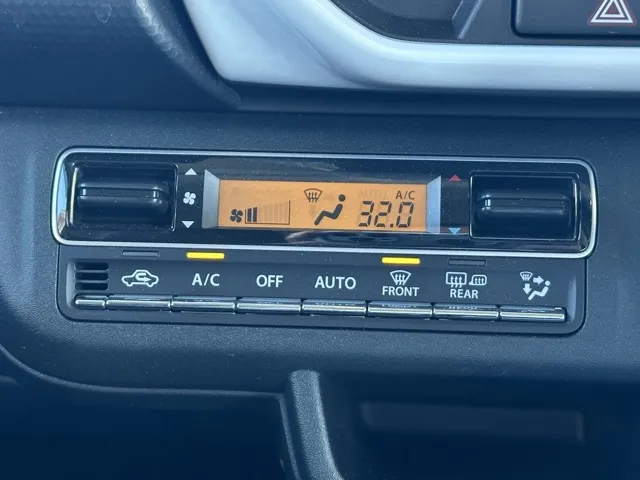 A/C
32.0
A/C
OFF
AUTO
FRONT
REAR